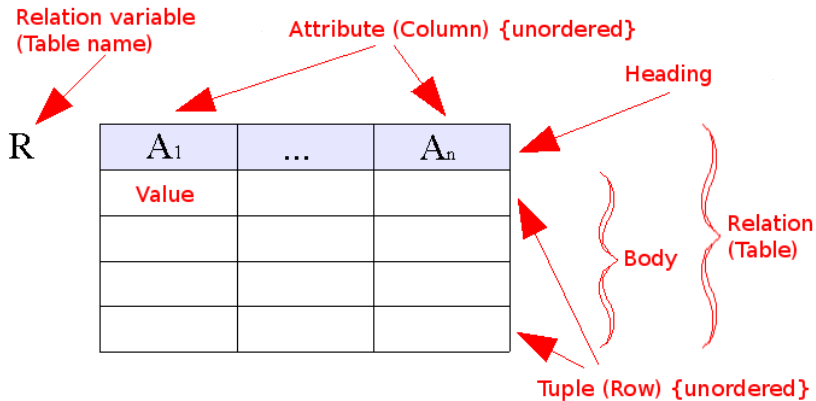 Relation variable
(Table name)
Attribute (Column) {unordered}
Heading
R
A1 ... An
Value
Body
Relation
(Table)
Tuple (Row) {unordered}